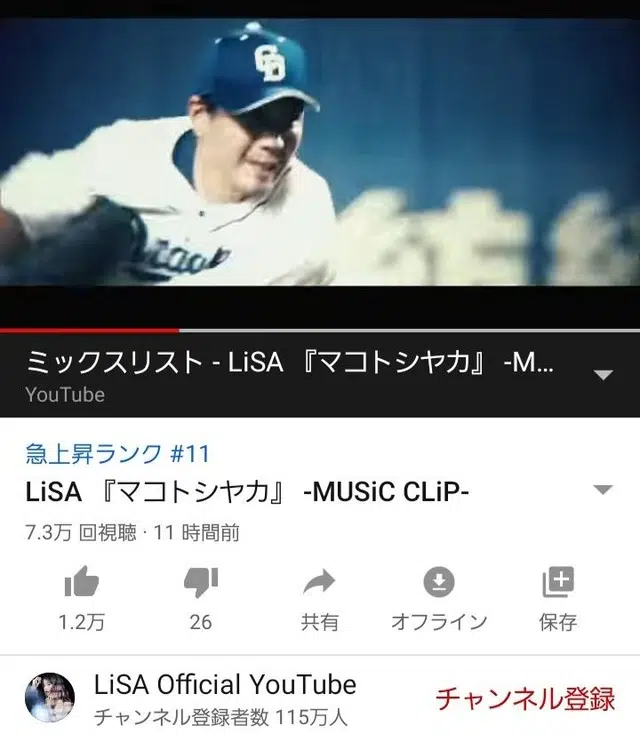 CD
ミックスリスト - LiSA 『マコトシヤカ』 -M...
YouTube
急上昇ランク #11
LiSA 『マコトシヤカ』 -MUSiC CLiP-
7.3万 回視聴 · 11 時間前
1.2万
26
共有
オフライン
保存
LiSA Official YouTube
チャンネル登録者数 115万人
チャンネル登録